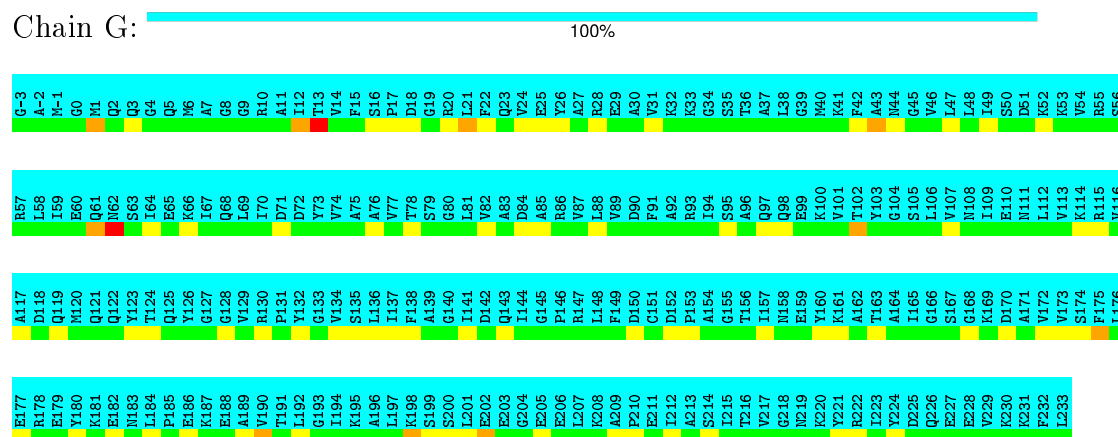 Chain G:
100%
G-3 A-2 M-1 G0 M1 Q2 Q3 G4 Q5 M6 A7 G8 G9 R10 A11 I12 T13 V14 F15 S16 P17 D18 G19 R20 L21 F22 Q23 V24 E25 Y26 A27 R28 E29 A30 V31 K32 K33 G34 S35 T36 A37 L38 G39 M40 K41 F42 A43 N44 G45 V46 L47 L48 I49 S50 D51 K52 K53 V54 R55 S56
R57 L58 I59 E60 Q61 N62 S63 I64 E65 K66 I67 Q68 L69 I70 D71 D72 Y73 V74 A75 A76 V77 T78 S79 G80 L81 V82 A83 D84 A85 R86 V87 L88 V89 D90 F91 A92 R93 I94 S95 A96 Q97 Q98 E99 K100 V101 T102 Y103 G104 S105 L106 V107 N108 I109 E110 N111 L112 V113 K114 R115 V116
A117 D118 Q119 M120 Q121 Q122 Y123 T124 Q125 Y126 G127 G128 V129 R130 P131 Y132 G133 V134 S135 L136 I137 F138 A139 G140 I141 D142 Q143 I144 G145 P146 R147 L148 F149 D150 C151 D152 P153 A154 G155 T156 I157 N158 E159 Y160 K161 A162 T163 A164 I165 G166 S167 G168 K169 D170 A171 V172 V173 S174 F175 I176
E177 R178 E179 Y180 K181 E182 N183 L184 P185 E186 K187 E188 A189 V190 T191 L192 G193 I194 K195 A196 L197 K198 S199 S200 L201 E202 E203 G204 E205 E206 L207 K208 A209 P210 E211 I212 A213 S214 I215 T216 V217 G218 N219 K220 Y221 R222 I223 Y224 D225 Q226 E227 E228 V229 K230 K231 F232 L233